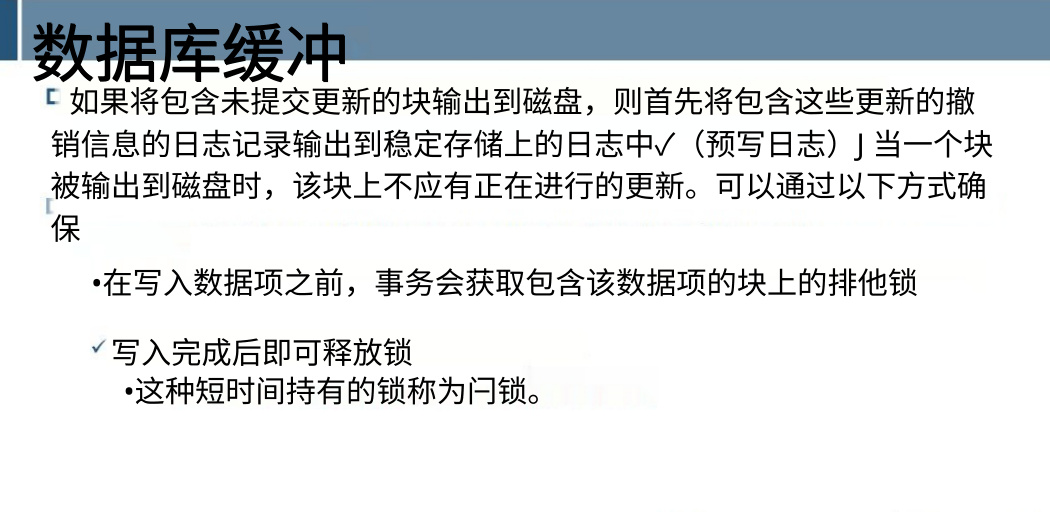 数据库缓冲
如果将包含未提交更新的块输出到磁盘，则首先将包含这些更新的撤
销信息的日志记录输出到稳定存储上的日志中✓（预写日志）J 当一个块
被输出到磁盘时，该块上不应有正在进行的更新。可以通过以下方式确
保
•在写入数据项之前，事务会获取包含该数据项的块上的排他锁
✓写入完成后即可释放锁
•这种短时间持有的锁称为闩锁。